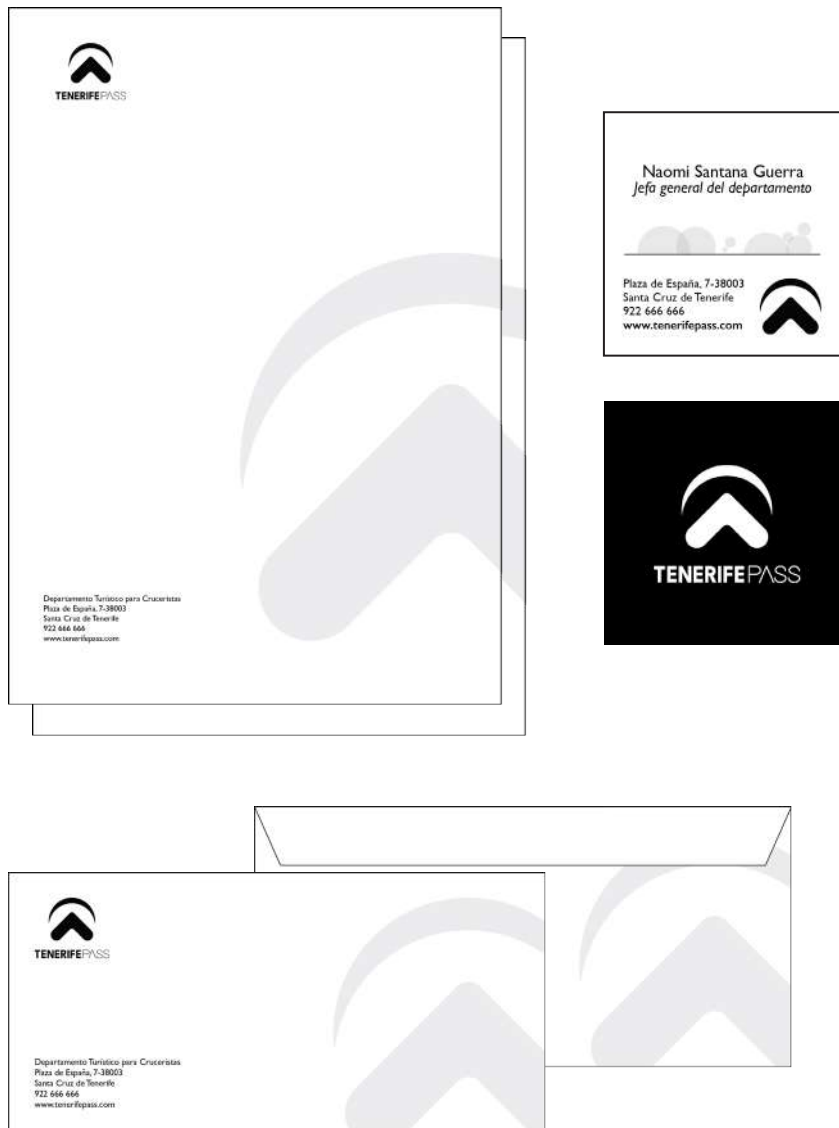 TENERIFEPASS
Departamento Turístico para Cruceristas
Plaza de España, 7-38003
Santa Cruz de Tenerife
922 666 666
www.tenerifepass.com
Naomi Santana Guerra
Jefa general del departamento
Plaza de España, 7-38003
Santa Cruz de Tenerife
922 666 666
www.tenerifepass.com
TENERIFEPASS
TENERIFEPASS
Departamento Turístico para Cruceristas
Plaza de España, 7-38003
Santa Cruz de Tenerife
922 666 666
www.tenerifepass.com